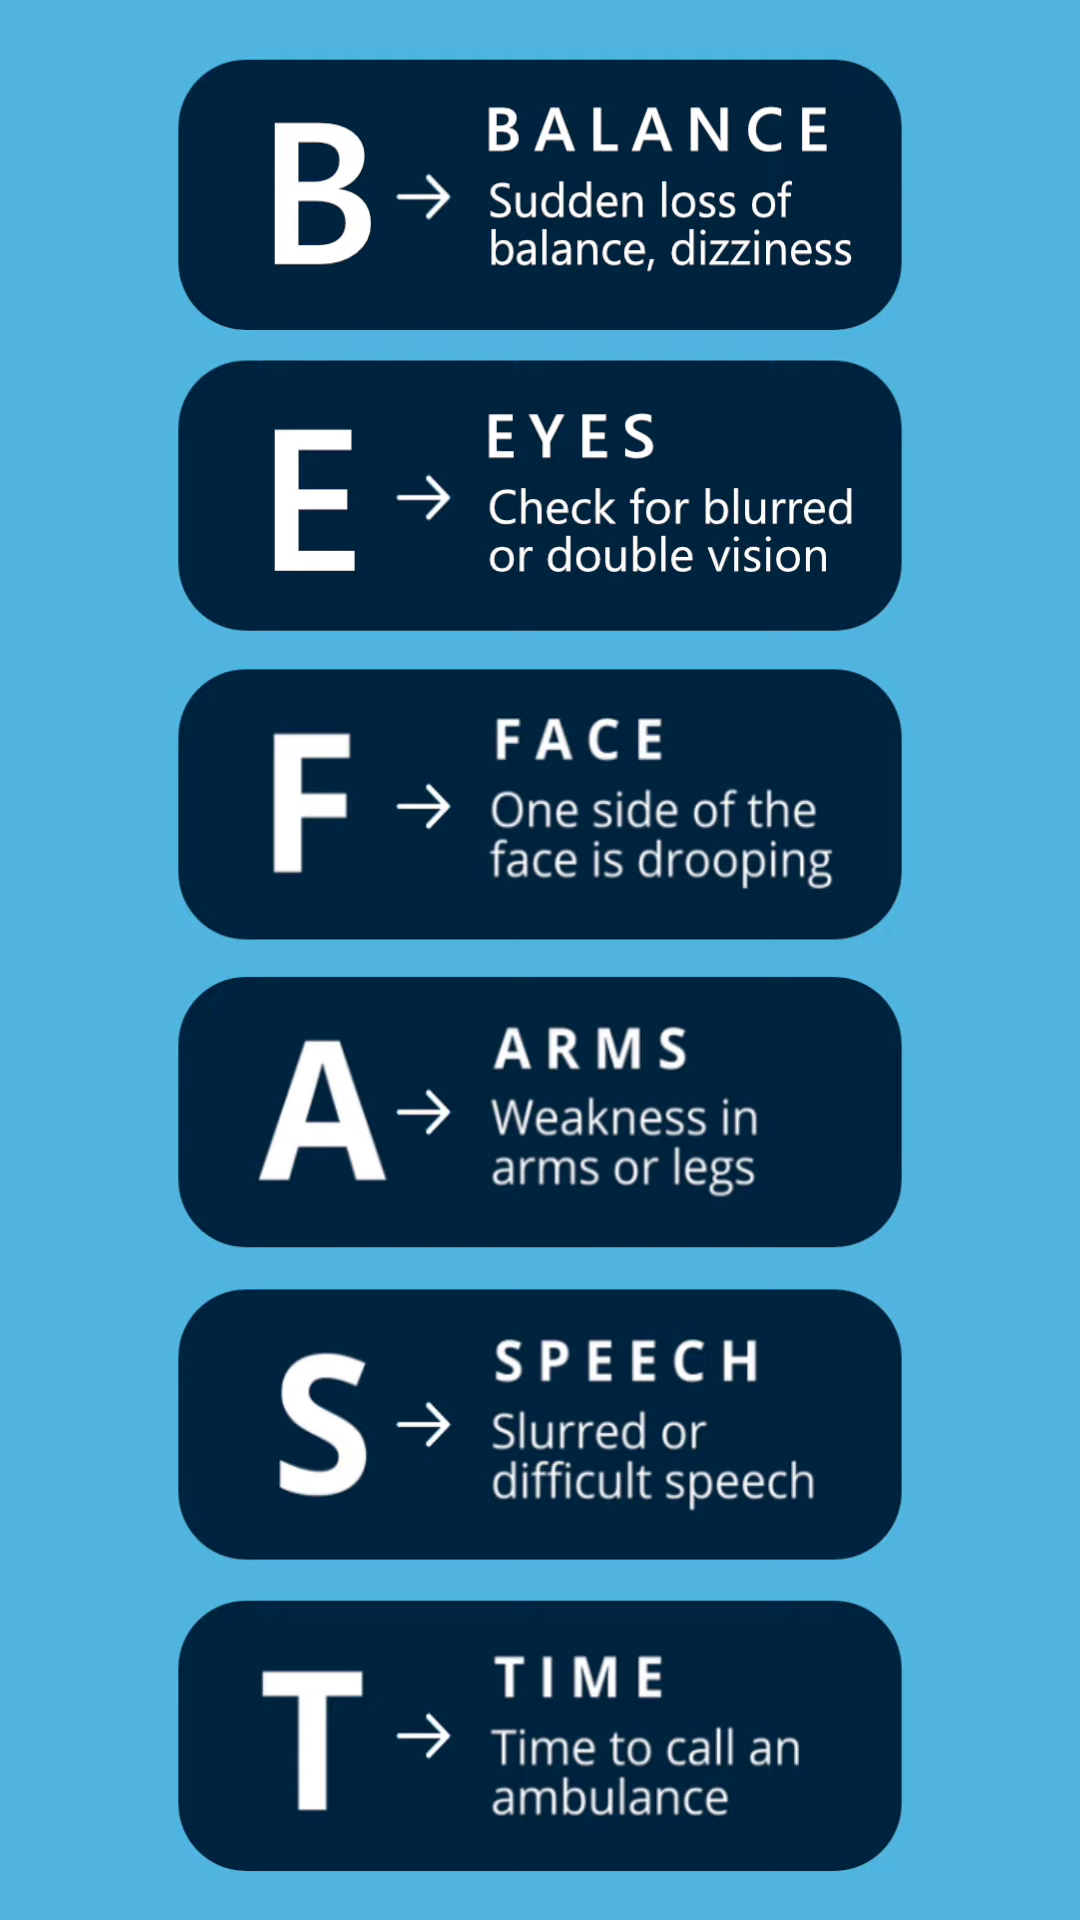 B → BALANCE
Sudden loss of
balance, dizziness
E → EYES
Check for blurred
or double vision
F → FACE
One side of the
face is drooping
A → ARMS
Weakness in
arms or legs
S → SPEECH
Slurred or
difficult speech
T → TIME
Time to call an
ambulance